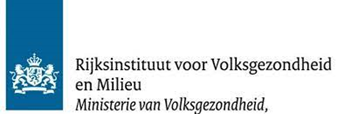 Rijksinstituut voor Volksgezondheid
en Milieu
Ministerie van Volksgezondheid,